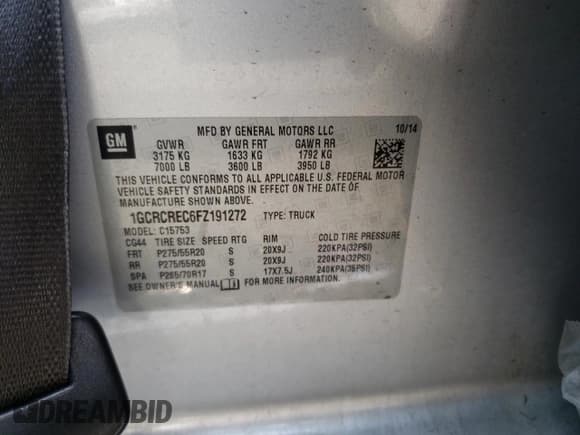 GM
MFD BY GENERAL MOTORS LLC 10/14
GVWR GAWR FRT GAWR RR
3175 KG 1633 KG 1792 KG
7000 LB 3600 LB 3950 LB
THIS VEHICLE CONFORMS TO ALL APPLICABLE U.S. FEDERAL MOTOR
VEHICLE SAFETY STANDARDS IN EFFECT ON THE DATE OF
MANUFACTURE SHOWN ABOVE.
1GCRCREC6FZ191272 TYPE: TRUCK
MODEL: C15753
CG44 TIRE SIZE SPEED RTG RIM COLD TIRE PRESSURE
FRT P275/55R20 S 20X9J 220KPA(32PSI)
RR P275/55R20 S 20X9J 220KPA(32PSI)
SPA P265/70R17 S 17X7.5J 240KPA(35PSI)
SEE OWNER'S MANUAL FOR MORE INFORMATION.
DREAMBID